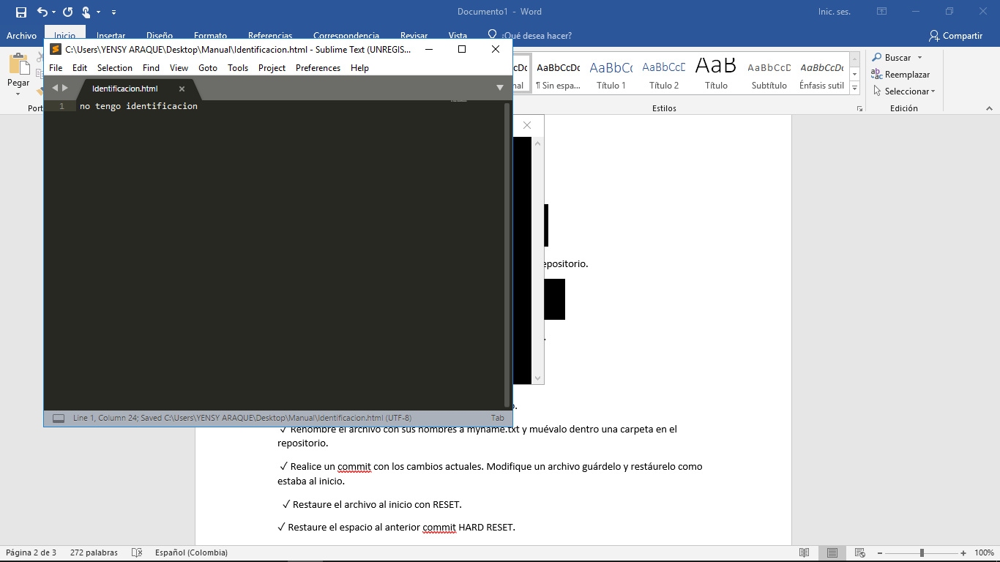 Documento1 - Word
Inic. ses.
Archivo Inicio Insertar Diseño Formato Referencias Correspondencia Revisar Vista ¿Qué desea hacer? Compartir
C:\Users\YENSY ARAQUE\Desktop\Manual\Identificacion.html - Sublime Text (UNREGIS...
File Edit Selection Find View Goto Tools Project Preferences Help
Identificacion.html
1 no tengo identificacion
Line 1, Column 24; Saved C:\Users\YENSY ARAQUE\Desktop\Manual\Identificacion.html (UTF-8) Tab
Pegar
AaBbCcDc AaBbCc AaBbCcD AaB AaBbCcD AaBbCcDc
¶ Sin espa... Título 1 Título 2 Título Subtítulo Énfasis sutil
Estilos
Buscar
Reemplazar
Seleccionar
Edición
epositorio.
✓ Renombre el archivo con sus nombres a myname.txt y muévalo dentro una carpeta en el
repositorio.
✓ Realice un commit con los cambios actuales. Modifique un archivo guárdelo y restáurelo como
estaba al inicio.
✓ Restaure el archivo al inicio con RESET.
✓ Restaure el espacio al anterior commit HARD RESET.
Página 2 de 3 272 palabras Español (Colombia) 100%